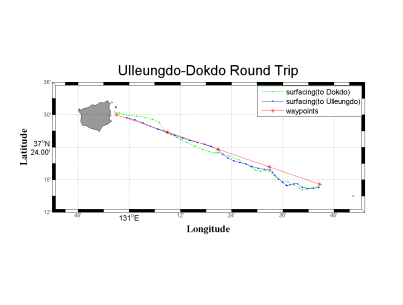 Ulleungdo-Dokdo Round Trip
36'
surfacing(to Dokdo)
surfacing(to Ulleungdo)
waypoints
30'
37°N
24.00'
18'
12'
48'
131°E
12'
24'
36'
48'
Latitude
Longitude